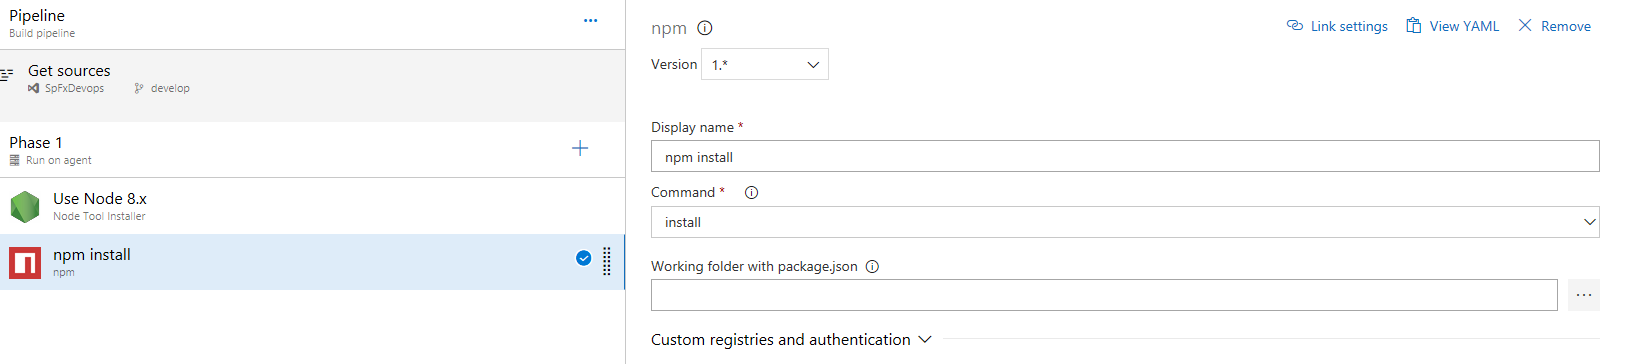 Pipeline
Build pipeline
Get sources
SpFxDevops develop
Phase 1
Run on agent
Use Node 8.x
Node Tool Installer
npm install
npm
npm
Link settings View YAML Remove
Version 1.*
Display name *
npm install
Command *
install
Working folder with package.json
Custom registries and authentication